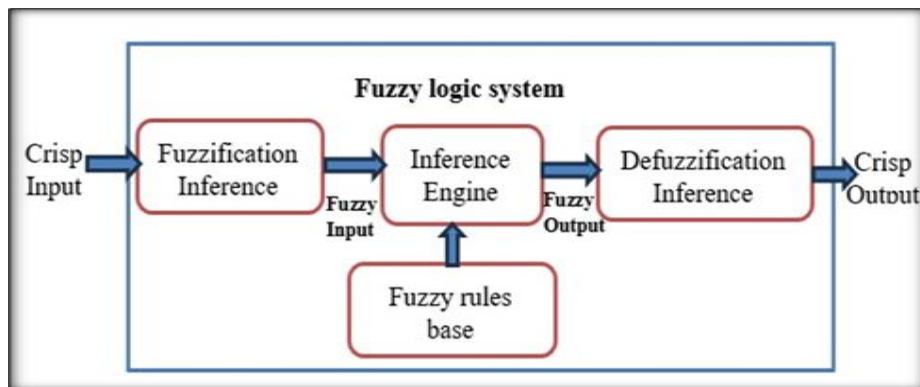 Fuzzy logic system
Crisp
Input
Fuzzification
Inference
Fuzzy
Input
Inference
Engine
Fuzzy
Output
Defuzzification
Inference
Crisp
Output
Fuzzy rules
base